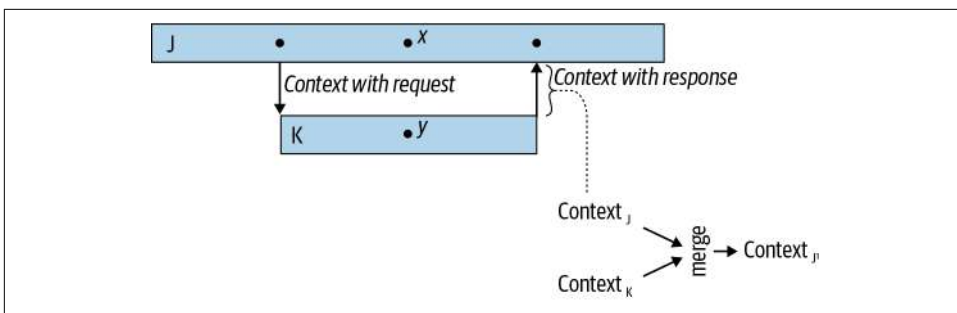 J
x
Context with request
Context with response
K
y
Context J
merge
Context J'
Context K